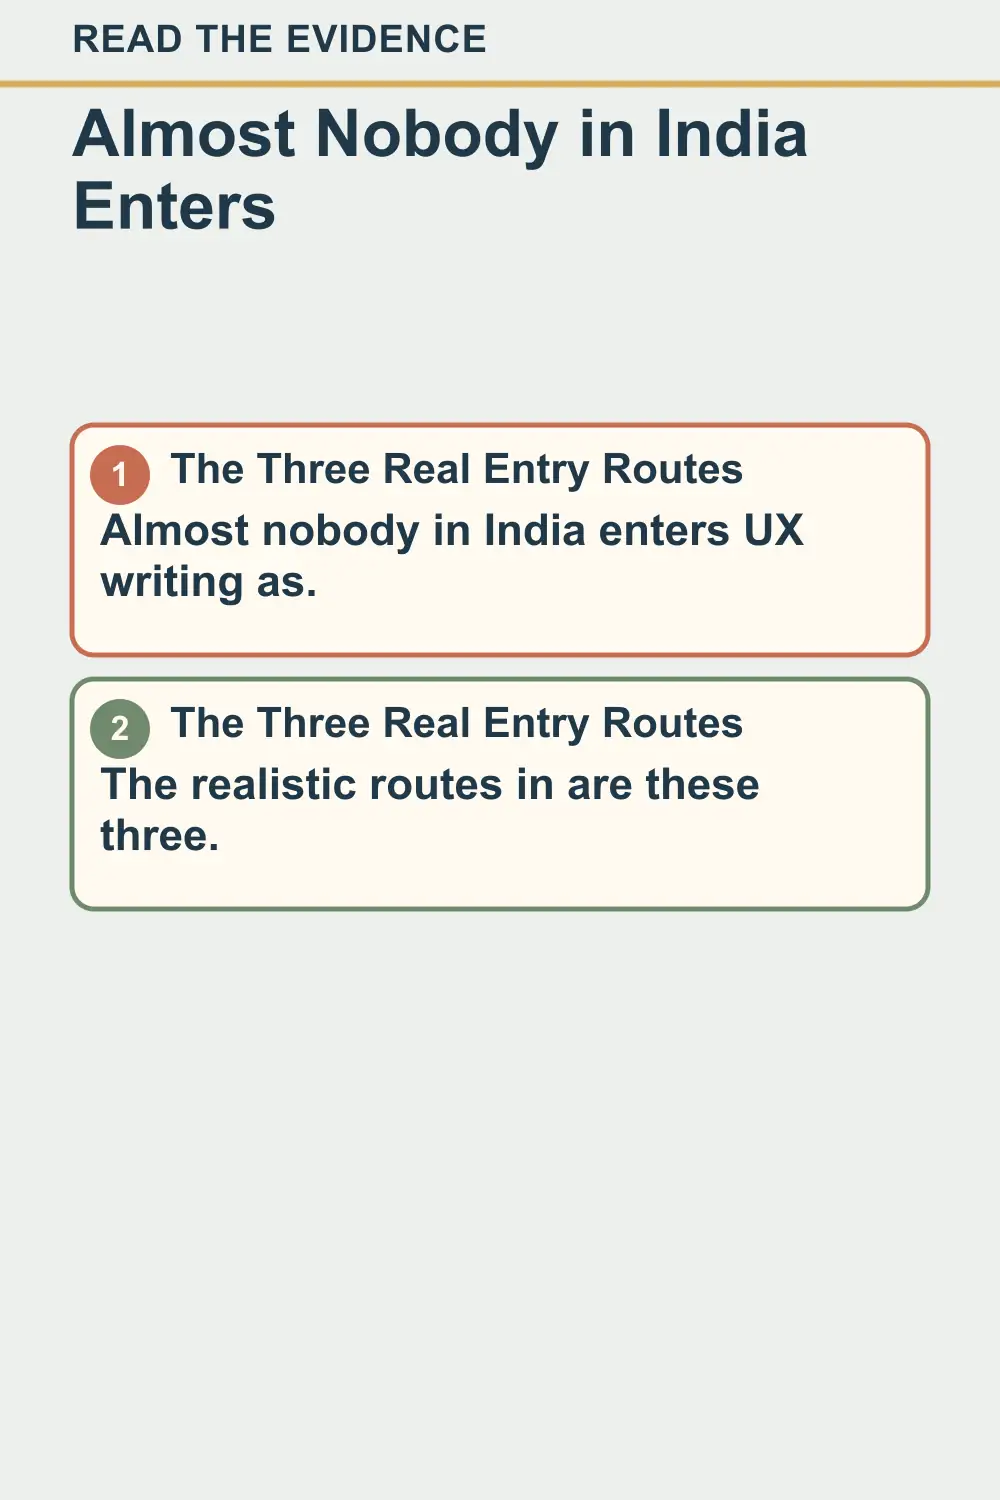 READ THE EVIDENCE
Almost Nobody in India
Enters
1 The Three Real Entry Routes
Almost nobody in India enters UX
writing as.
2 The Three Real Entry Routes
The realistic routes in are these
three.